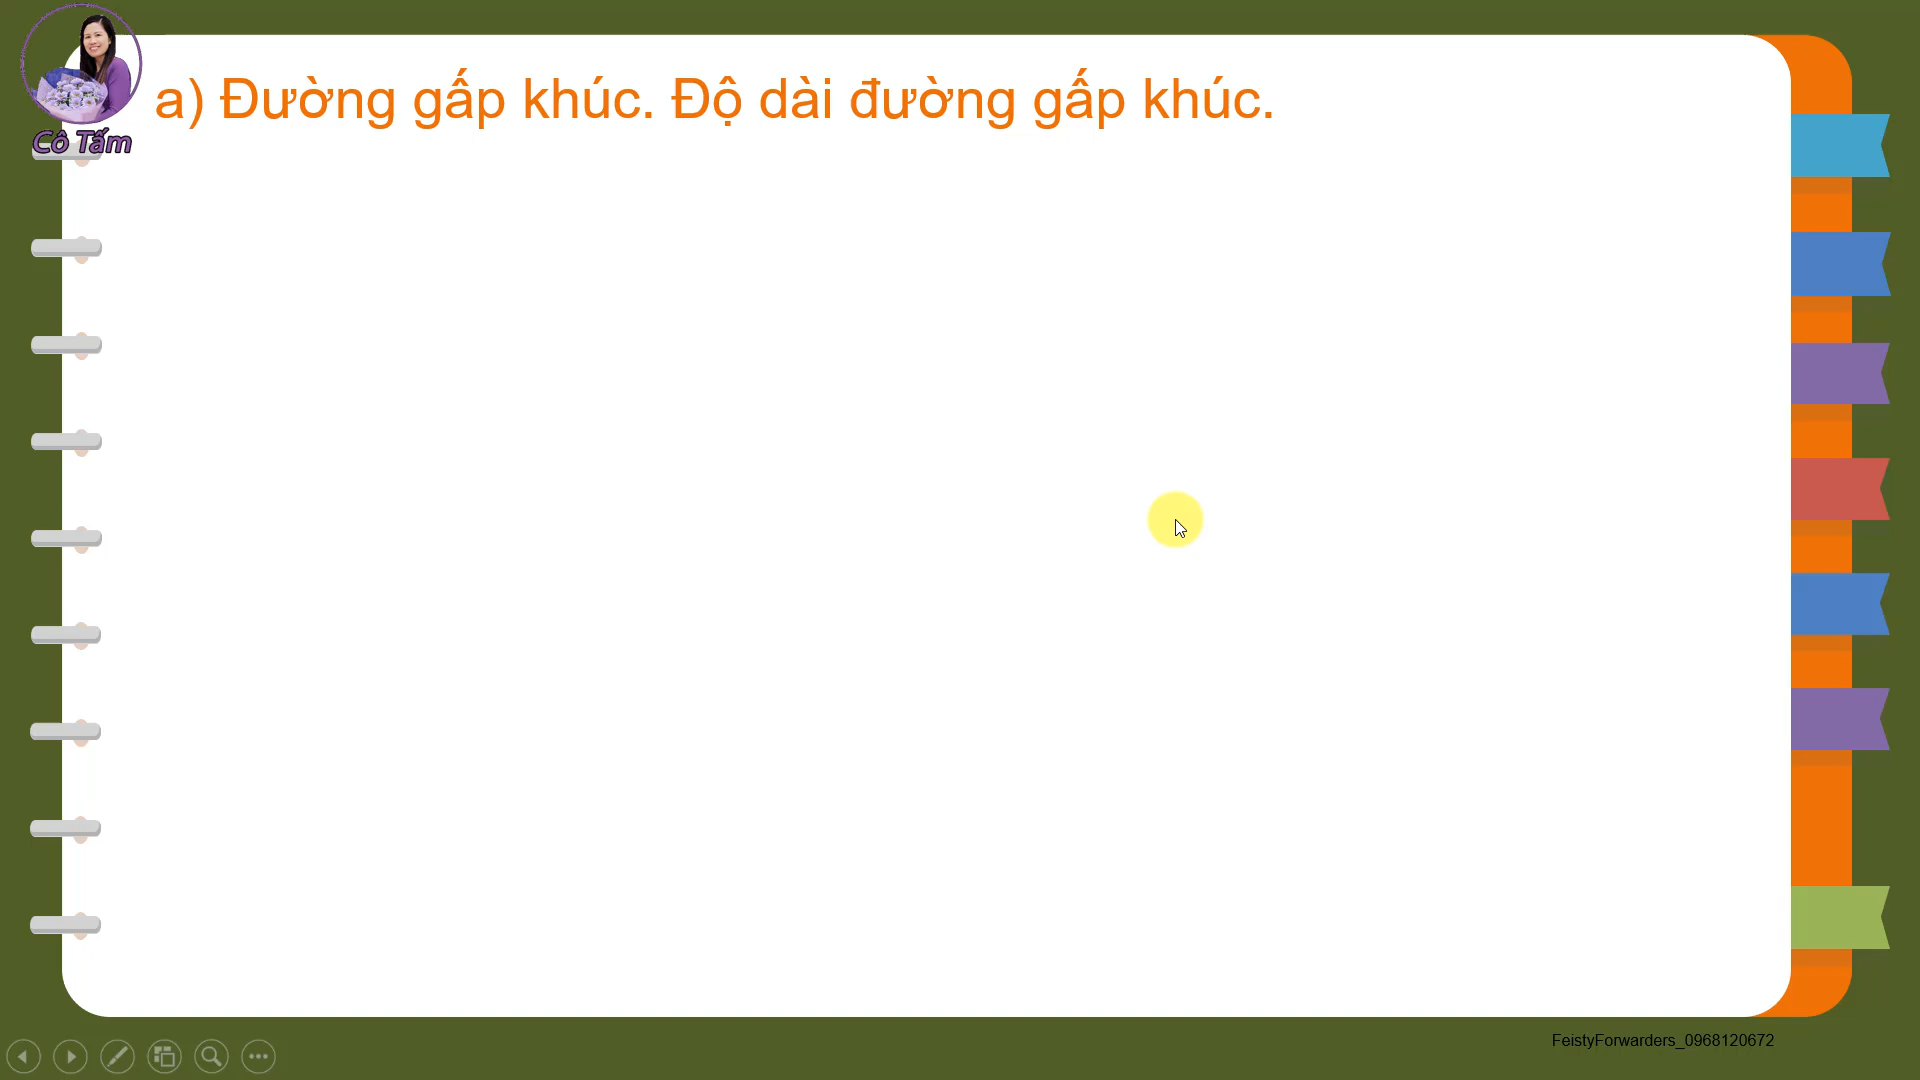 a) Đường gấp khúc. Độ dài đường gấp khúc.
Cô Tấm
FeistyForwarders_0968120672